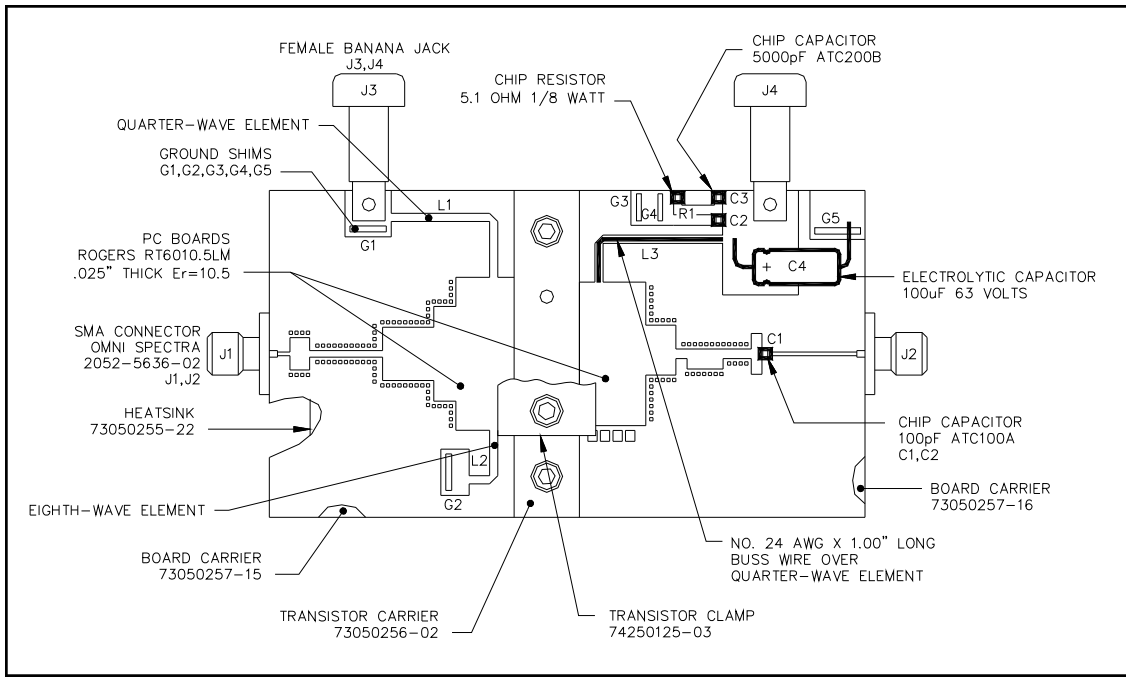 FEMALE BANANA JACK
J3,J4
J3
QUARTER-WAVE ELEMENT
GROUND SHIMS
G1,G2,G3,G4,G5
CHIP RESISTOR
5.1 OHM 1/8 WATT
CHIP CAPACITOR
5000pF ATC200B
J4
L1
G1
G3
G4
R1
C3
C2
G5
PC BOARDS
ROGERS RT6010.5LM
.025" THICK Er=10.5
L3
+
C4
ELECTROLYTIC CAPACITOR
100uF 63 VOLTS
SMA CONNECTOR
OMNI SPECTRA
2052-5636-02
J1,J2
J1
C1
J2
HEATSINK
73050255-22
CHIP CAPACITOR
100pF ATC100A
C1,C2
L2
G2
EIGHTH-WAVE ELEMENT
BOARD CARRIER
73050257-16
BOARD CARRIER
73050257-15
NO. 24 AWG X 1.00" LONG
BUSS WIRE OVER
QUARTER-WAVE ELEMENT
TRANSISTOR CARRIER
73050256-02
TRANSISTOR CLAMP
74250125-03